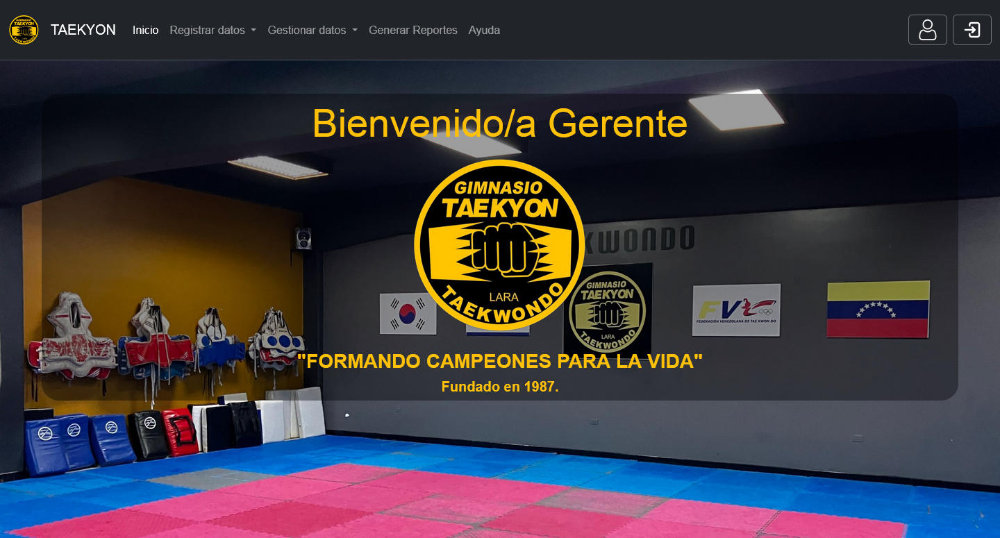 GIMNASIO
TAEKYON
LARA
TAEKWONDO
TAEKYON
Inicio
Registrar datos
Gestionar datos
Generar Reportes
Ayuda
Bienvenido/a Gerente
GIMNASIO
TAEKYON
LARA
TAEKWONDO
KWONDO
GIMNASIO
TAEKYON
LARA
TAEKWONDO
FV
FEDERACIÓN VENEZOLANA DE TAE KWON DO
"FORMANDO CAMPEONES PARA LA VIDA"
Fundado en 1987.